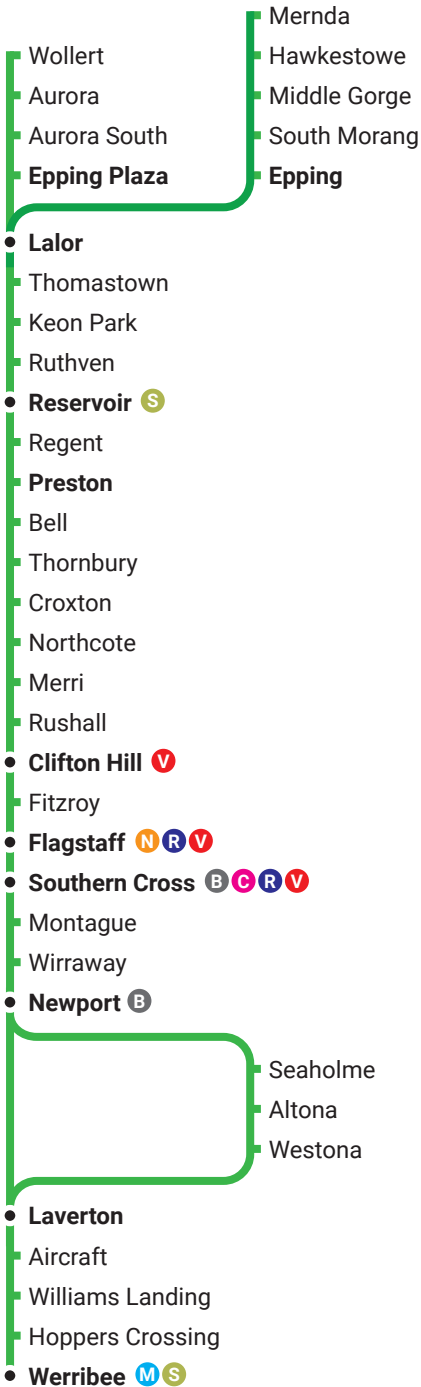 Mernda
Wollert
Hawkestowe
Aurora
Middle Gorge
Aurora South
South Morang
Epping Plaza
Epping
Lalor
Thomastown
Keon Park
Ruthven
Reservoir S
Regent
Preston
Bell
Thornbury
Croxton
Northcote
Merri
Rushall
Clifton Hill V
Fitzroy
Flagstaff N R V
Southern Cross B C R V
Montague
Wirraway
Newport B
Seaholme
Altona
Westona
Laverton
Aircraft
Williams Landing
Hoppers Crossing
Werribee M S